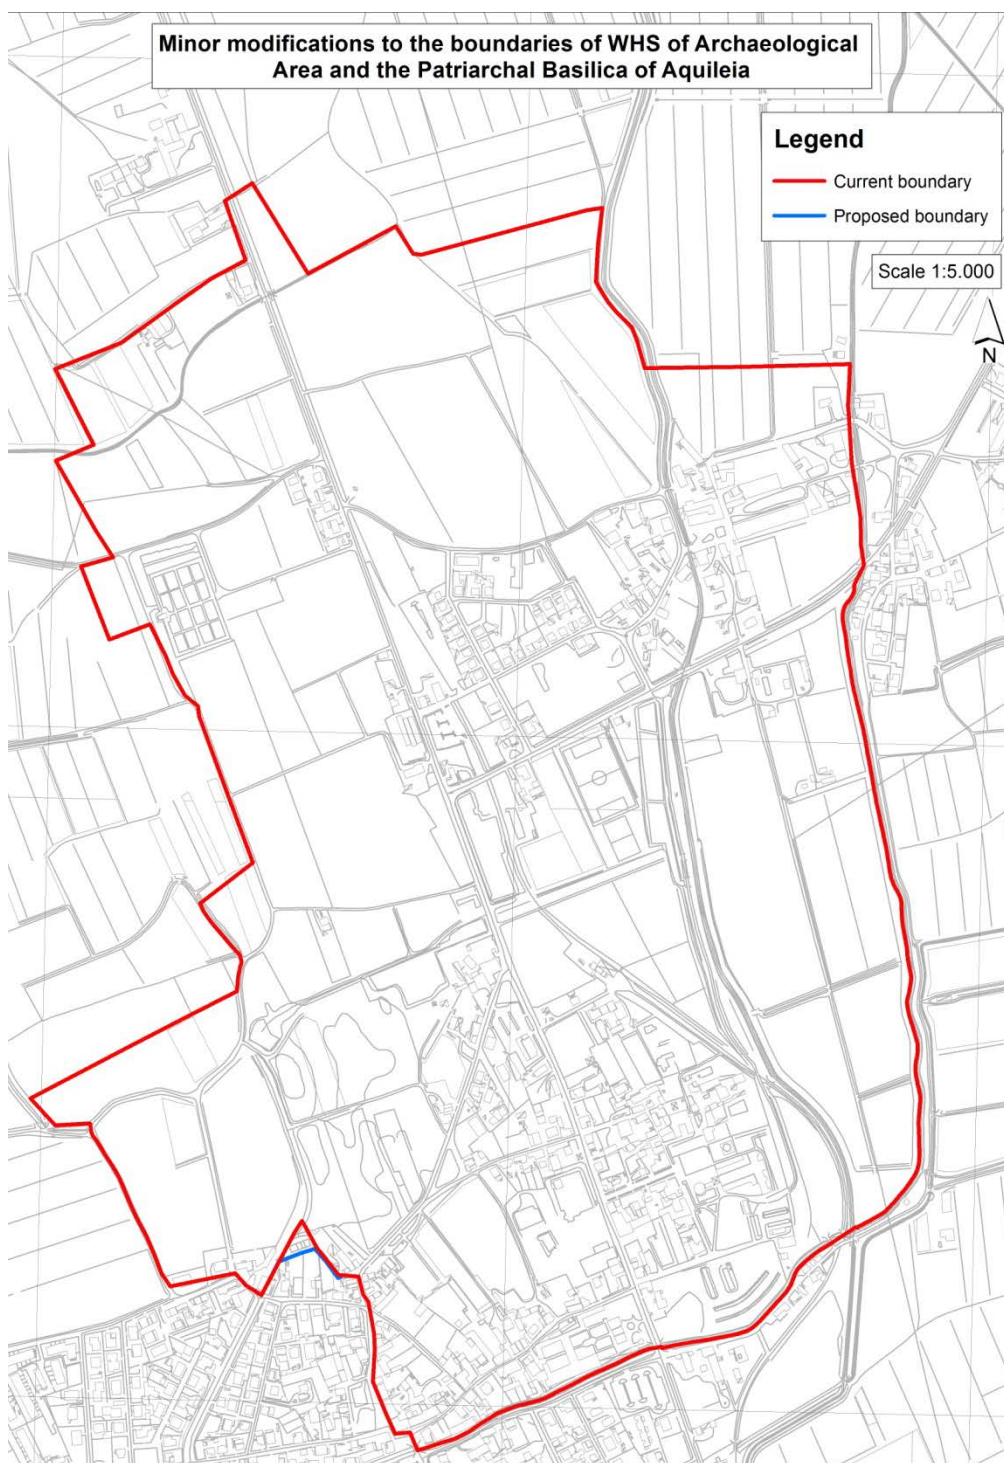 Minor modifications to the boundaries of WHS of Archaeological
Area and the Patriarchal Basilica of Aquileia
Legend
Current boundary
Proposed boundary
Scale 1:5.000
N